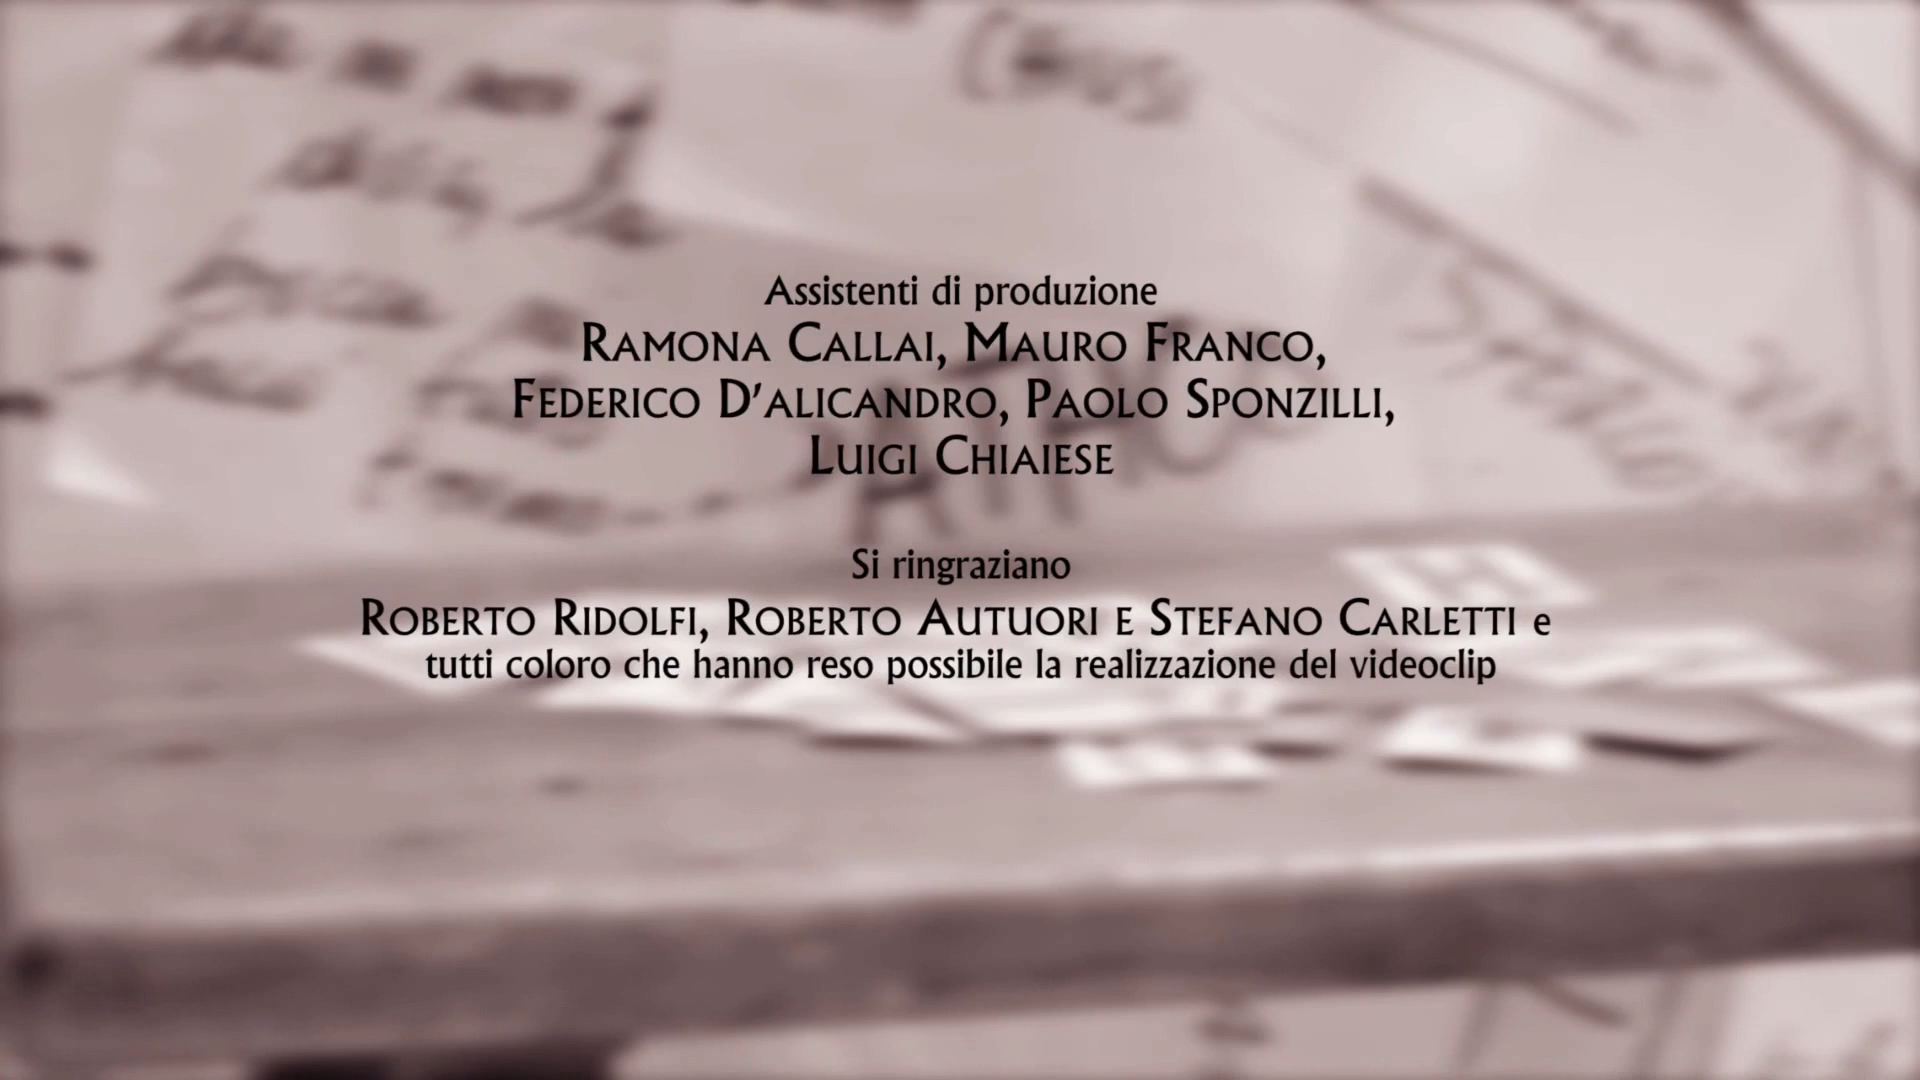 Assistenti di produzione
Ramona Callai, Mauro Franco,
Federico D'alicandro, Paolo Sponzilli,
Luigi Chiaiese
Si ringraziano
Roberto Ridolfi, Roberto Autuori e Stefano Carletti e
tutti coloro che hanno reso possibile la realizzazione del videoclip